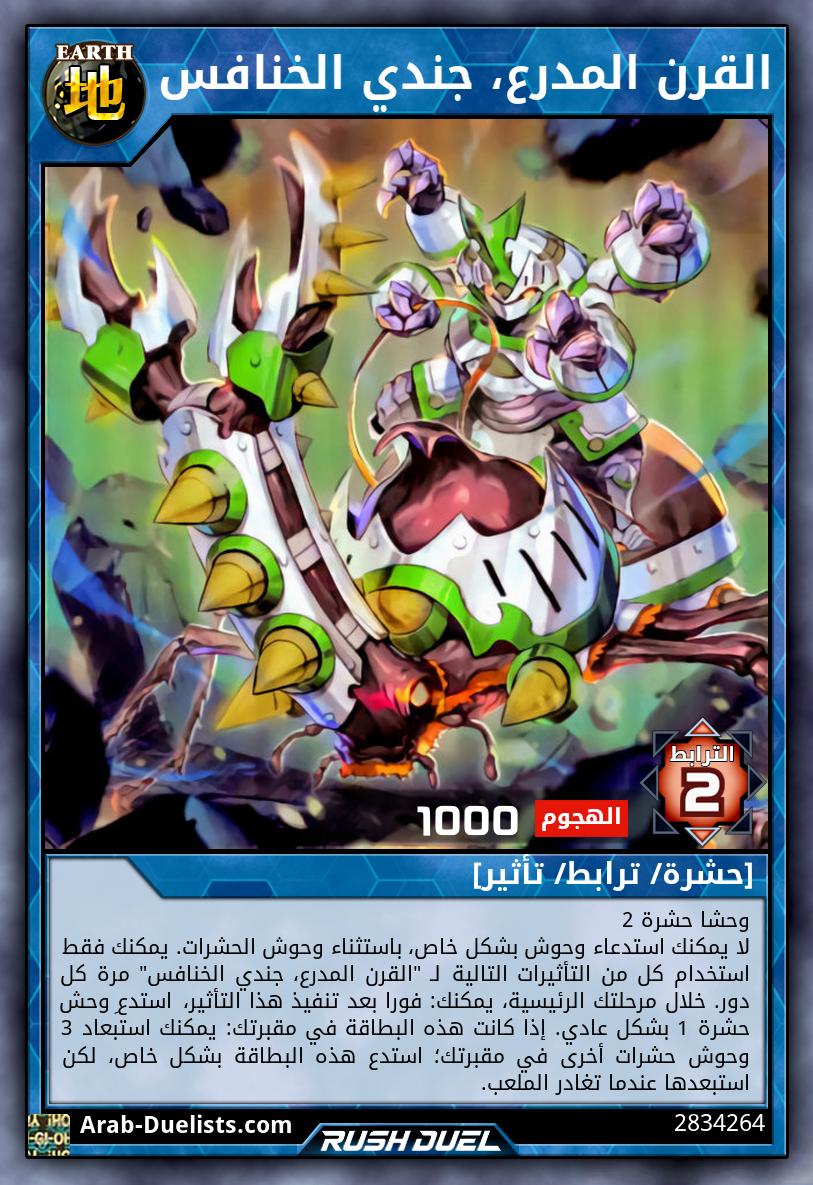 EARTH
地
القرن المدرع، جندي الخنافس
الترابط
2
الهجوم 1000
[حشرة/ ترابط/ تأثير]
وحشا حشرة 2
لا يمكنك استدعاء وحوش بشكل خاص، باستثناء وحوش الحشرات. يمكنك فقط
استخدام كل من التأثيرات التالية لـ "القرن المدرع، جندي الخنافس" مرة كل
دور. خلال مرحلتك الرئيسية، يمكنك: فورا بعد تنفيذ هذا التأثير، استدعِ وحش
حشرة 1 بشكل عادي. إذا كانت هذه البطاقة في مقبرتك: يمكنك استبعاد 3
وحوش حشرات أخرى في مقبرتك؛ استدع هذه البطاقة بشكل خاص، لكن
استبعدها عندما تغادر الملعب.
Arab-Duelists.com
RUSH DUEL
2834264